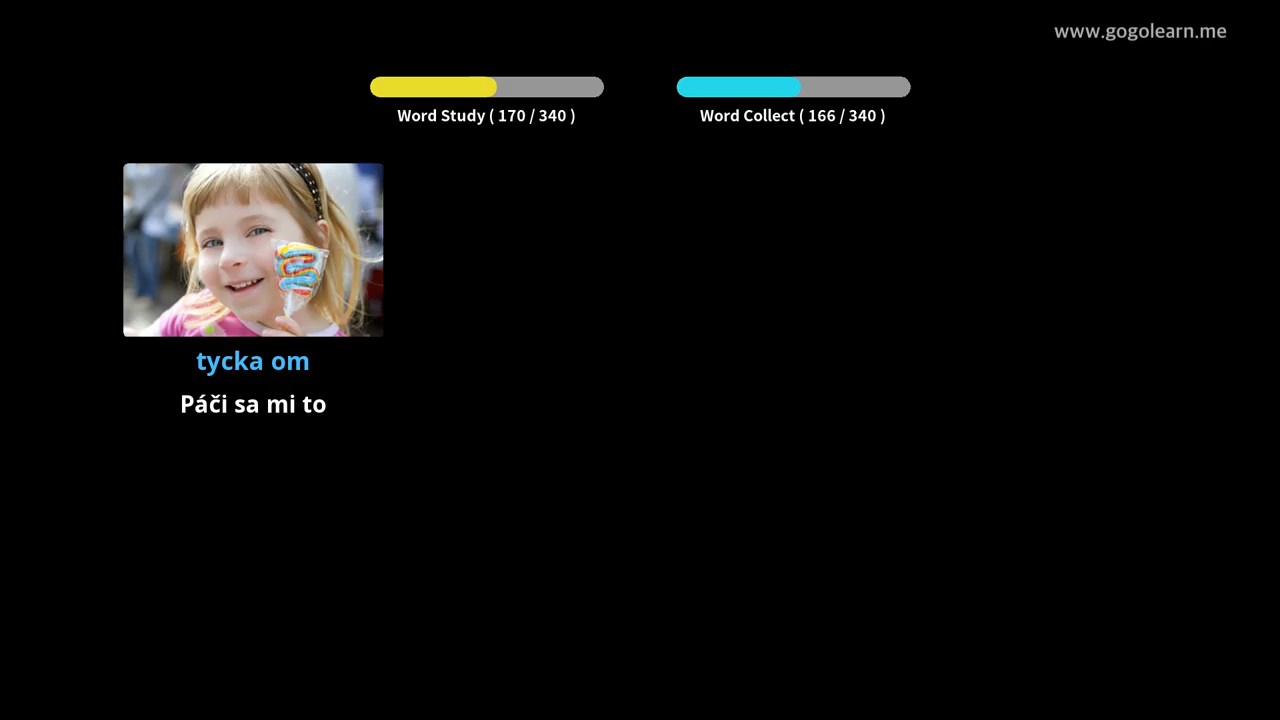 www.gogolearn.me
Word Study ( 170 / 340 )
Word Collect ( 166 / 340 )
tycka om
Páči sa mi to